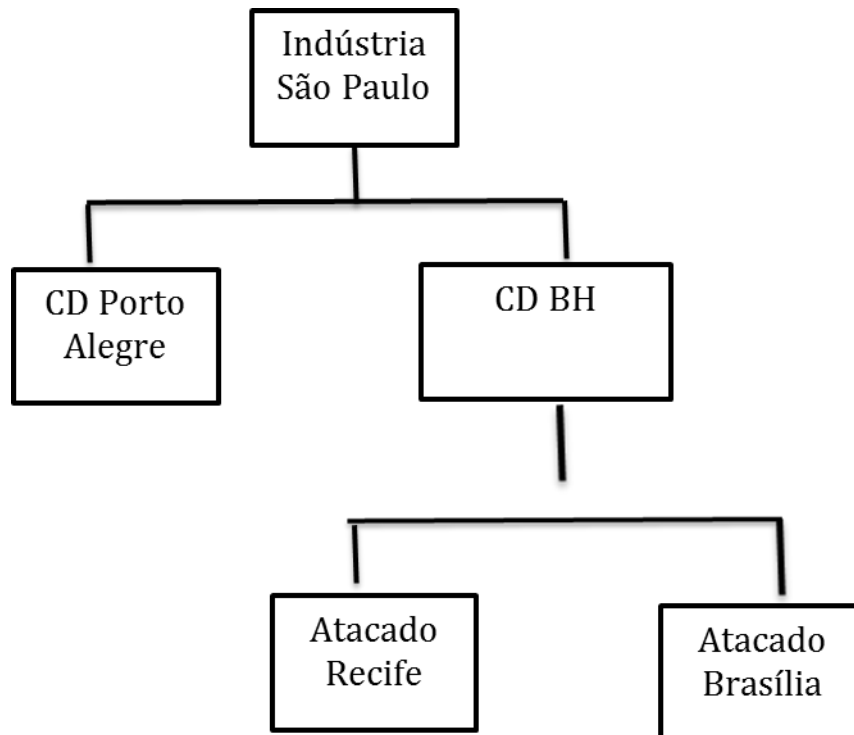 Indústria
São Paulo
CD Porto
Alegre
CD BH
Atacado
Recife
Atacado
Brasília